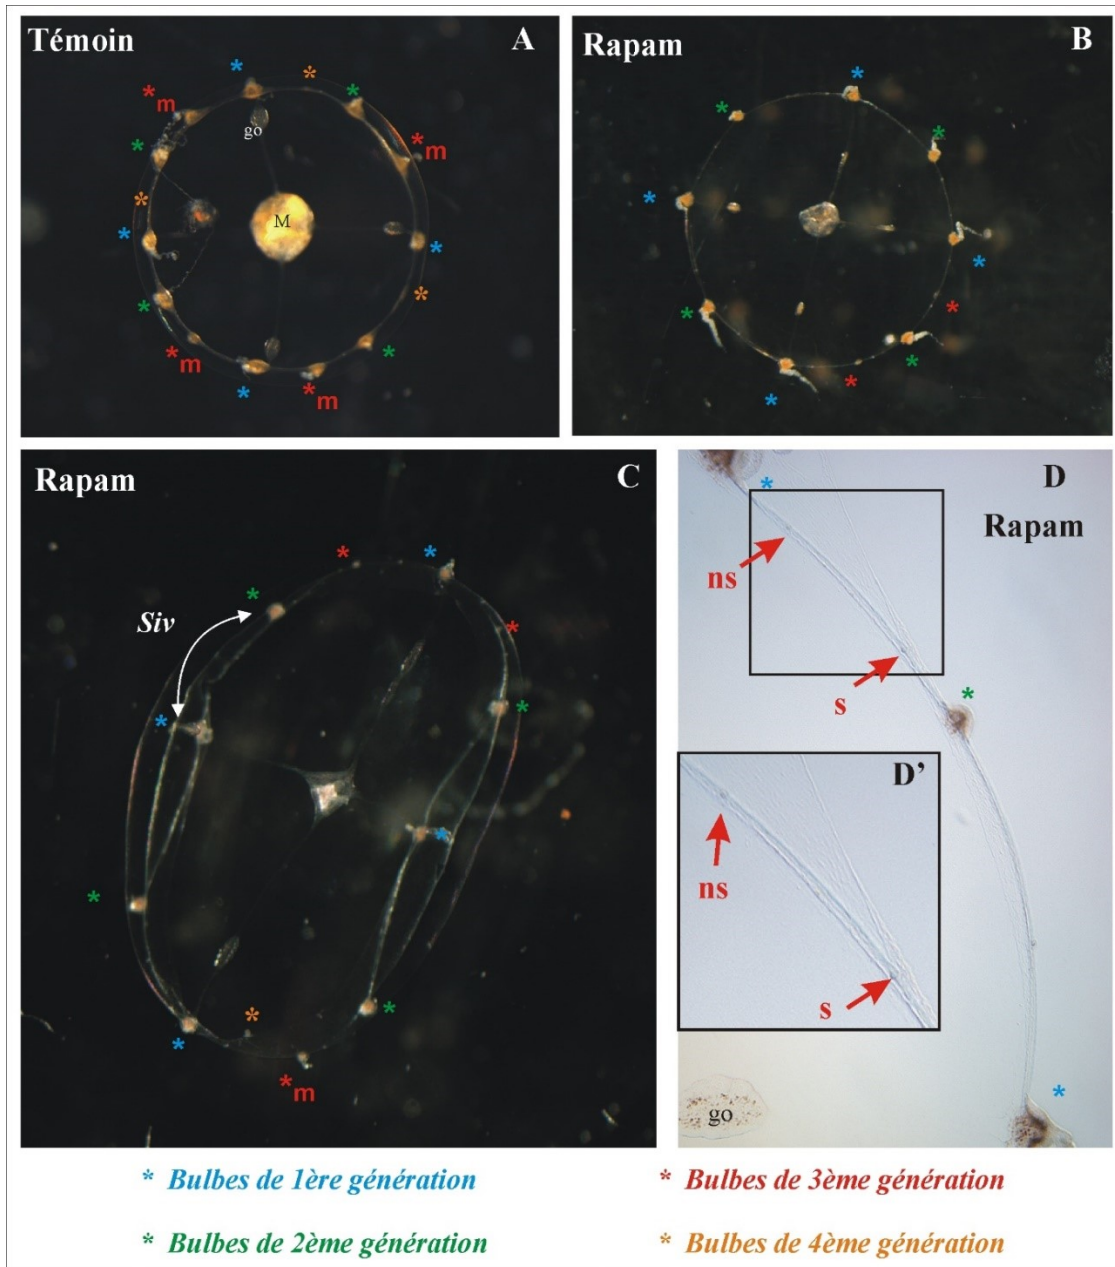 Témoin
A
*
*
*
*m
go
*
*m
*
*
M
*
*
*
*
*
*m
*
*m
Rapam
B
*
*
*
*
*
*
*
*
*
*
Rapam
C
*
*
*
Siv
*
*
*
*
*
*
*
*
*m
D
Rapam
*
ns
s
*
D'
ns
s
*
go
* Bulbes de 1ère génération
* Bulbes de 3ème génération
* Bulbes de 2ème génération
* Bulbes de 4ème génération